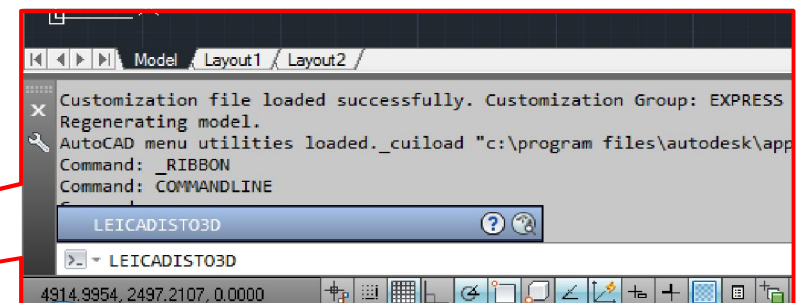 Model Layout1 Layout2
Customization file loaded successfully. Customization Group: EXPRESS
Regenerating model.
AutoCAD menu utilities loaded._cuiload "c:\program files\autodesk\app
Command: _RIBBON
Command: COMMANDLINE
LEICADISTO3D
LEICADISTO3D
4914.9954, 2497.2107, 0.0000